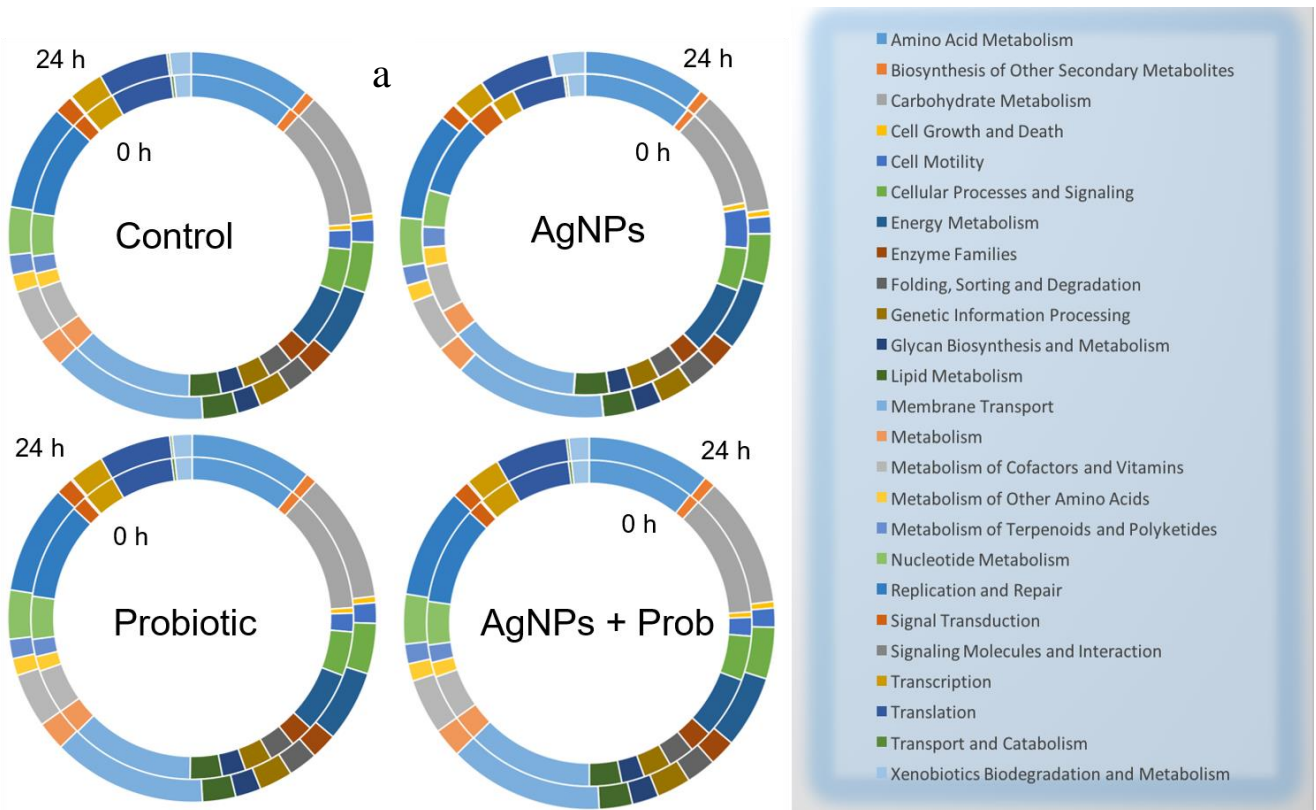 24 h
a
24 h
0 h
0 h
Control
AgNPs
24 h
24 h
0 h
0 h
Probiotic
AgNPs + Prob
Amino Acid Metabolism
Biosynthesis of Other Secondary Metabolites
Carbohydrate Metabolism
Cell Growth and Death
Cell Motility
Cellular Processes and Signaling
Energy Metabolism
Enzyme Families
Folding, Sorting and Degradation
Genetic Information Processing
Glycan Biosynthesis and Metabolism
Lipid Metabolism
Membrane Transport
Metabolism
Metabolism of Cofactors and Vitamins
Metabolism of Other Amino Acids
Metabolism of Terpenoids and Polyketides
Nucleotide Metabolism
Replication and Repair
Signal Transduction
Signaling Molecules and Interaction
Transcription
Translation
Transport and Catabolism
Xenobiotics Biodegradation and Metabolism